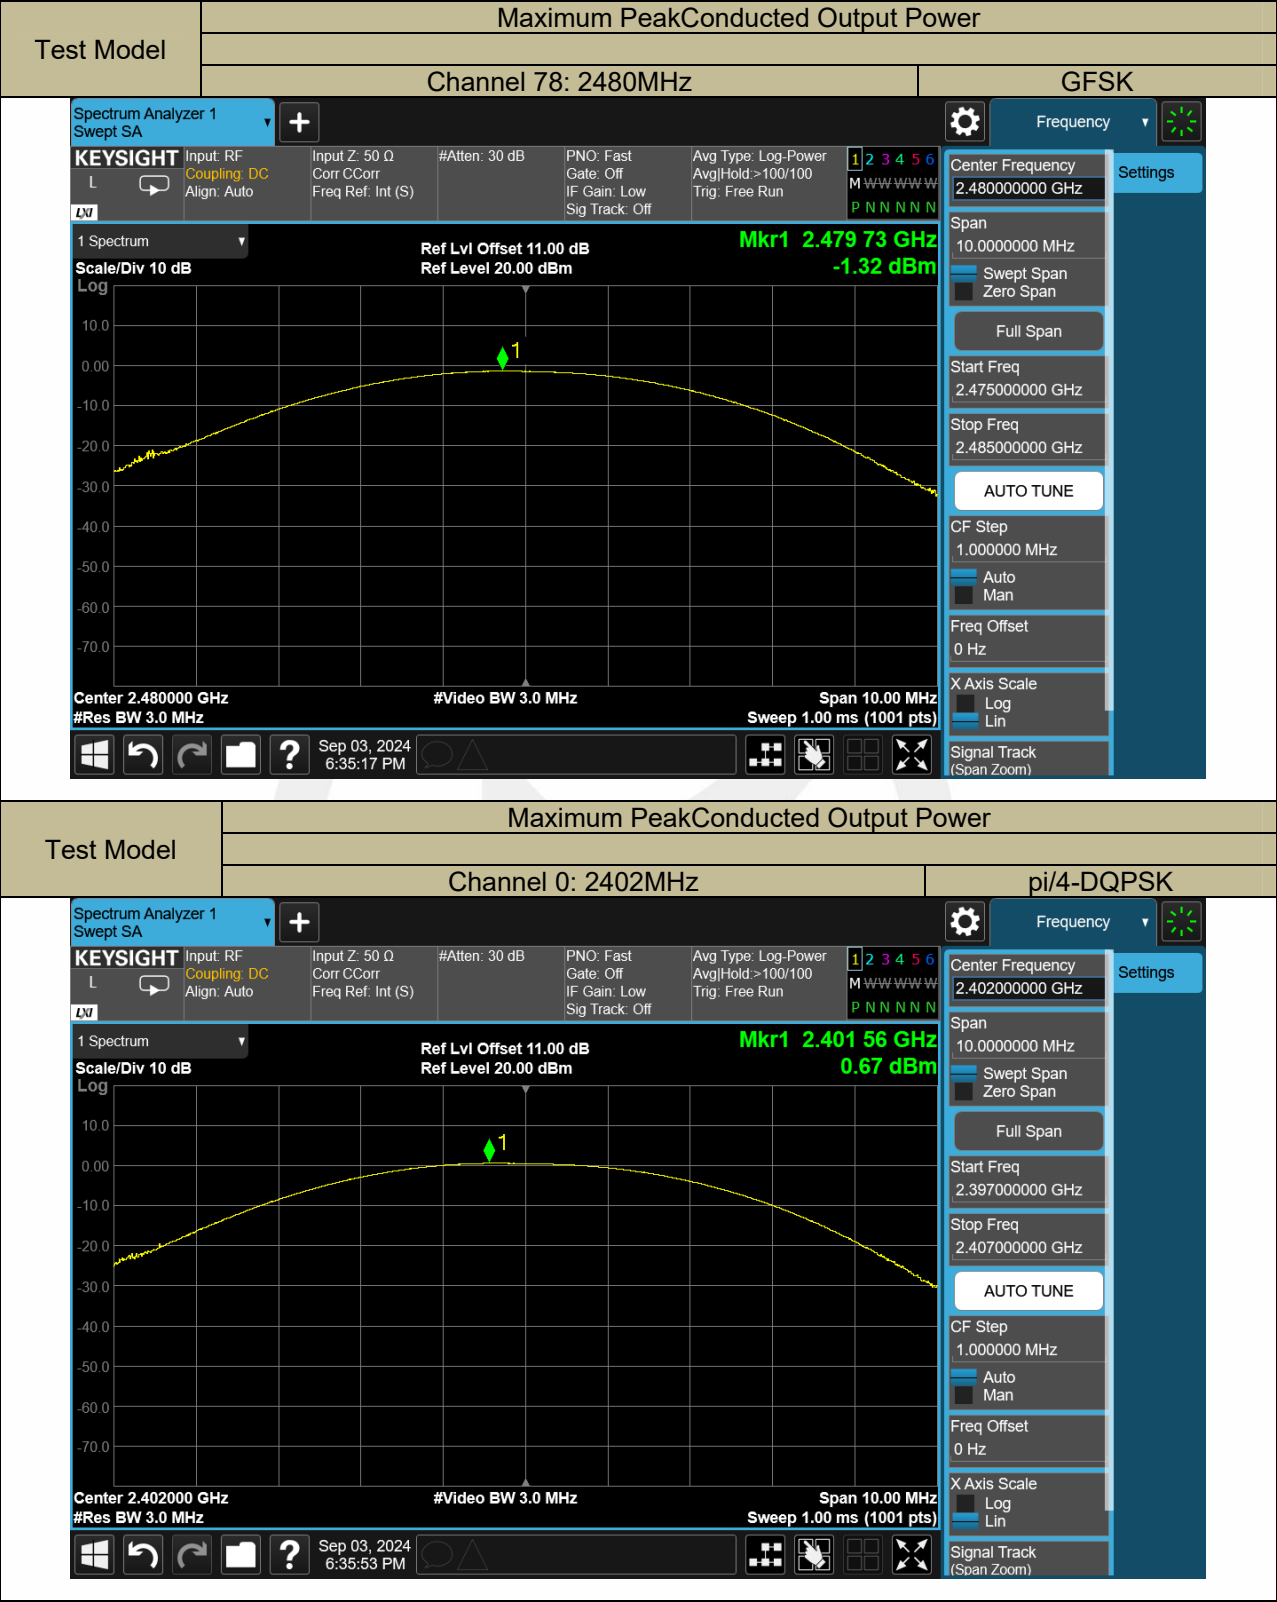 Maximum PeakConducted Output Power
Test Model
Channel 78: 2480MHz GFSK
Spectrum Analyzer 1
Swept SA
+
Frequency
KEYSIGHT
L
LXI
Input: RF
Coupling: DC
Align: Auto
Input Z: 50 Ω
Corr CCorr
Freq Ref: Int (S)
#Atten: 30 dB
PNO: Fast
Gate: Off
IF Gain: Low
Sig Track: Off
Avg Type: Log-Power
Avg|Hold:>100/100
Trig: Free Run
1 2 3 4 5 6
M W W W W W
P N N N N N
Center Frequency
2.480000000 GHz
Settings
Span
10.0000000 MHz
Swept Span
Zero Span
Full Span
Start Freq
2.475000000 GHz
Stop Freq
2.485000000 GHz
AUTO TUNE
CF Step
1.000000 MHz
Auto
Man
Freq Offset
0 Hz
X Axis Scale
Log
Lin
Signal Track
(Span Zoom)
1 Spectrum
Scale/Div 10 dB
Log
Ref Lvl Offset 11.00 dB
Ref Level 20.00 dBm
Mkr1 2.479 73 GHz
-1.32 dBm
1
10.0
0.00
-10.0
-20.0
-30.0
-40.0
-50.0
-60.0
-70.0
Center 2.480000 GHz
#Res BW 3.0 MHz
#Video BW 3.0 MHz
Span 10.00 MHz
Sweep 1.00 ms (1001 pts)
?
Sep 03, 2024
6:35:17 PM
Maximum PeakConducted Output Power
Test Model
Channel 0: 2402MHz pi/4-DQPSK
Spectrum Analyzer 1
Swept SA
+
Frequency
KEYSIGHT
L
LXI
Input: RF
Coupling: DC
Align: Auto
Input Z: 50 Ω
Corr CCorr
Freq Ref: Int (S)
#Atten: 30 dB
PNO: Fast
Gate: Off
IF Gain: Low
Sig Track: Off
Avg Type: Log-Power
Avg|Hold:>100/100
Trig: Free Run
1 2 3 4 5 6
M W W W W W
P N N N N N
Center Frequency
2.402000000 GHz
Settings
Span
10.0000000 MHz
Swept Span
Zero Span
Full Span
Start Freq
2.397000000 GHz
Stop Freq
2.407000000 GHz
AUTO TUNE
CF Step
1.000000 MHz
Auto
Man
Freq Offset
0 Hz
X Axis Scale
Log
Lin
Signal Track
(Span Zoom)
1 Spectrum
Scale/Div 10 dB
Log
Ref Lvl Offset 11.00 dB
Ref Level 20.00 dBm
Mkr1 2.401 56 GHz
0.67 dBm
1
10.0
0.00
-10.0
-20.0
-30.0
-40.0
-50.0
-60.0
-70.0
Center 2.402000 GHz
#Res BW 3.0 MHz
#Video BW 3.0 MHz
Span 10.00 MHz
Sweep 1.00 ms (1001 pts)
?
Sep 03, 2024
6:35:53 PM